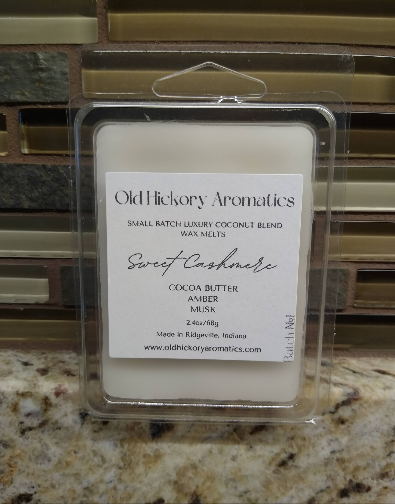 Old Hickory Aromatics
SMALL BATCH LUXURY COCONUT BLEND
WAX MELTS
Sweet Cashmere
COCOA BUTTER
AMBER
MUSK
2.4oz/68g
Made in Ridgeville, Indiana
www.oldhickoryaromatics.com
Batch No: